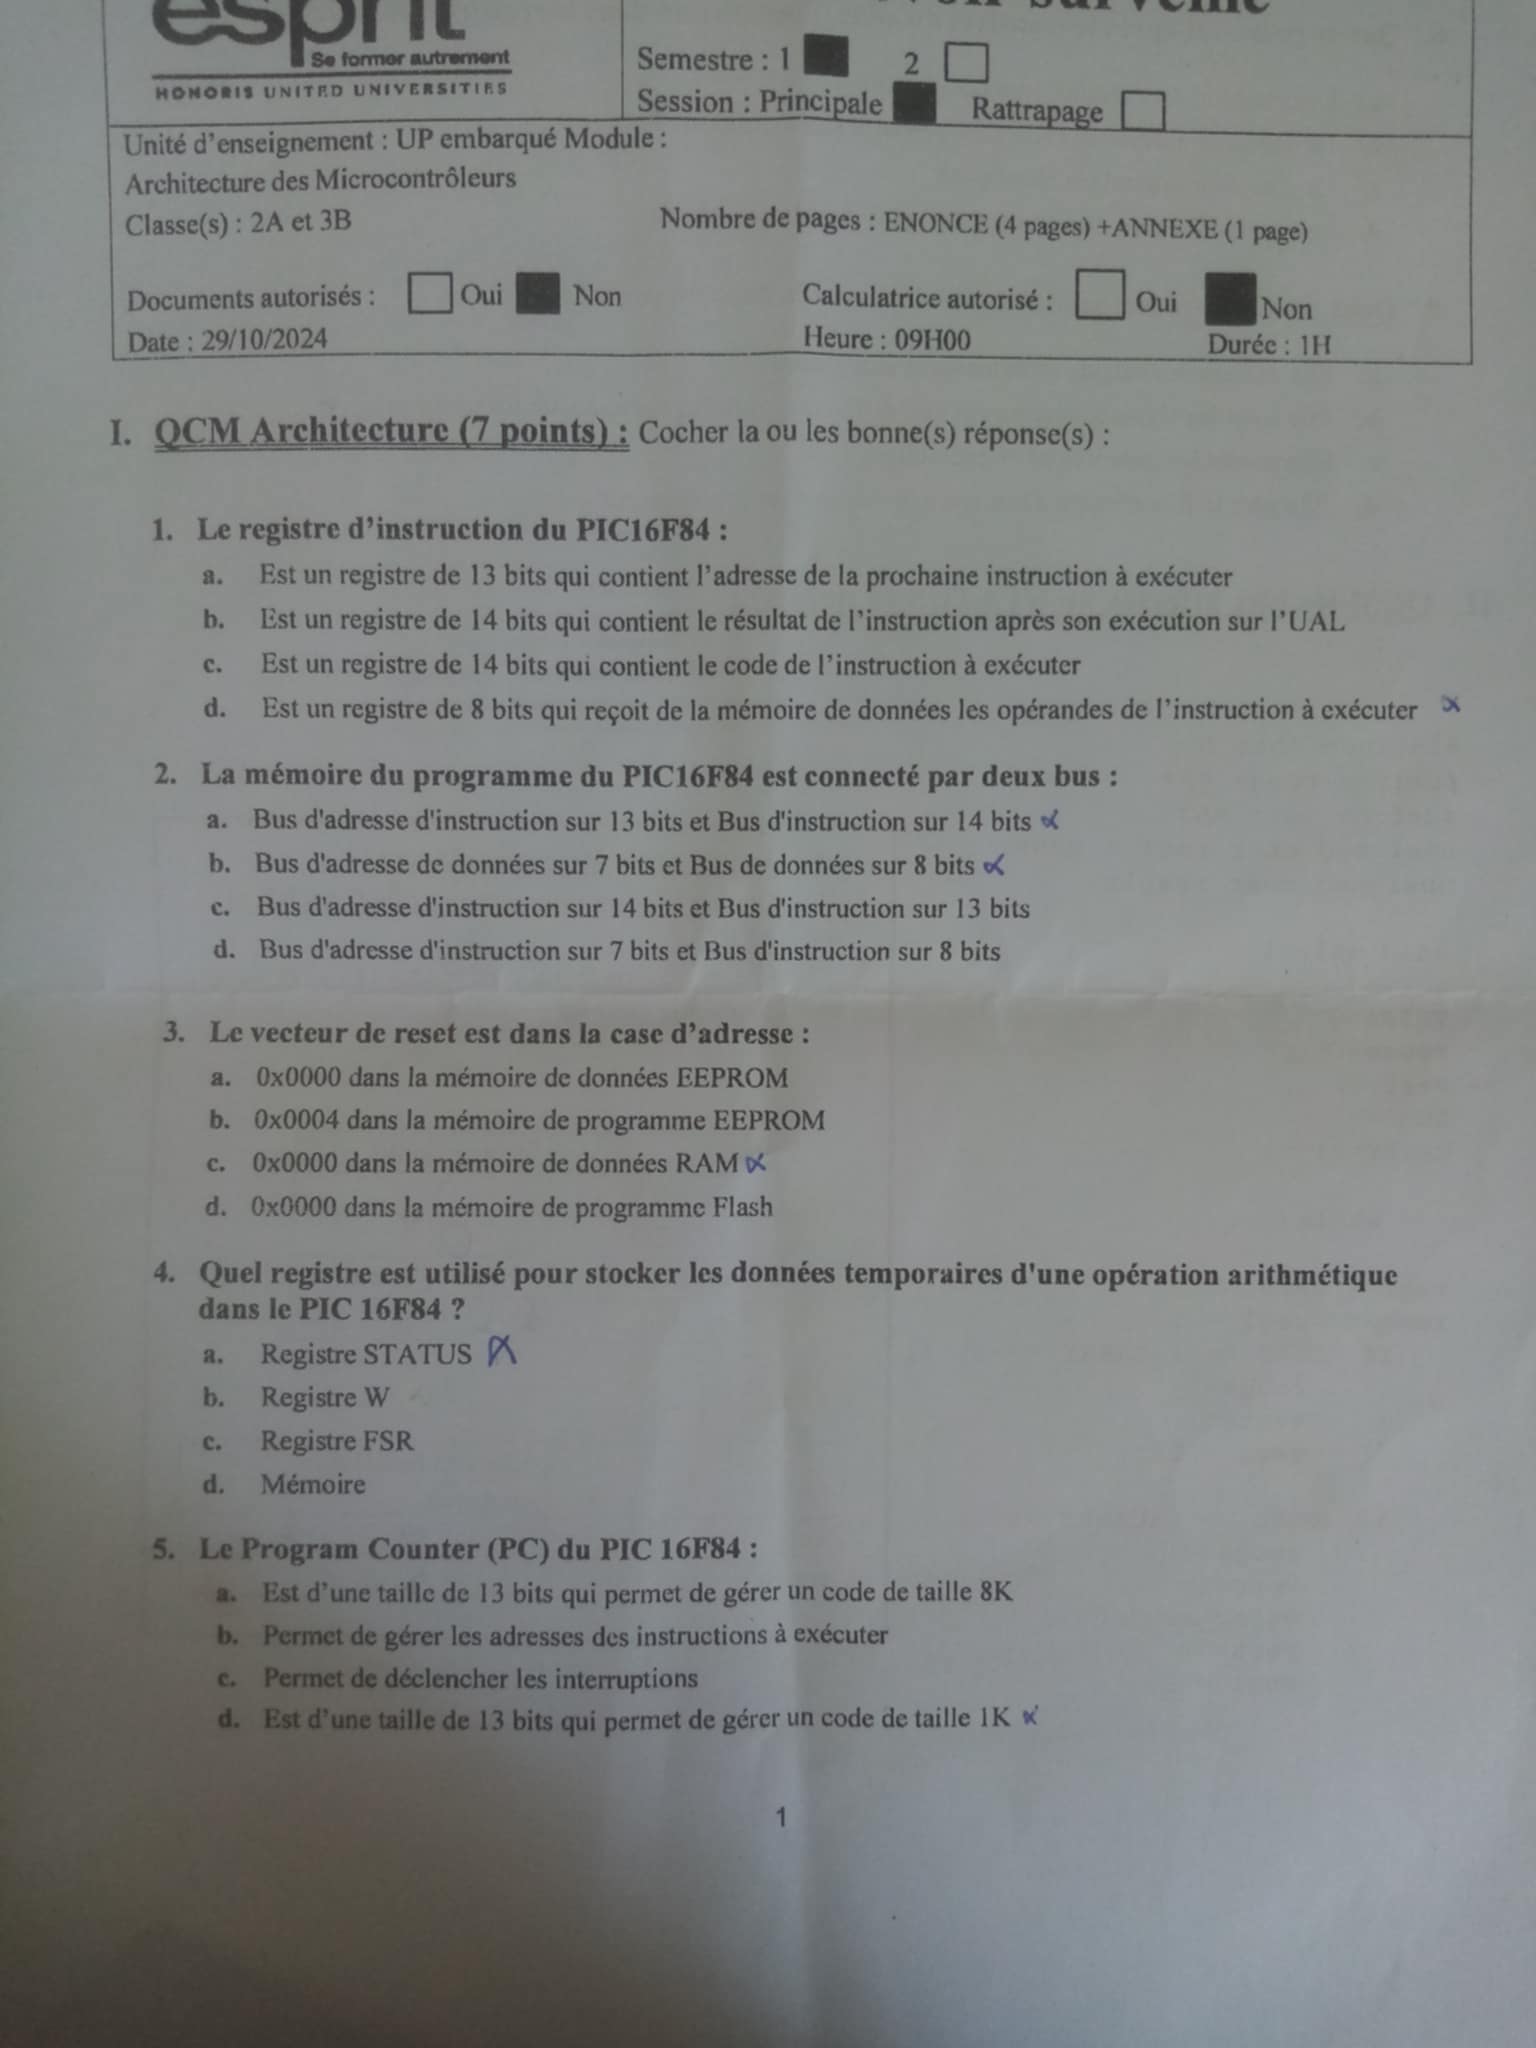 esprit
Se former autrement
HONORIS UNITED UNIVERSITIES
surveillé
Semestre : 1 2
Session : Principale Rattrapage
Unité d'enseignement : UP embarqué Module :
Architecture des Microcontrôleurs
Classe(s) : 2A et 3B Nombre de pages : ENONCE (4 pages) +ANNEXE (1 page)
Documents autorisés : Oui Non Calculatrice autorisé : Oui Non
Date : 29/10/2024 Heure : 09H00 Durée : 1H
I. QCM Architecture (7 points) : Cocher la ou les bonne(s) réponse(s) :
1. Le registre d'instruction du PIC16F84 :
a. Est un registre de 13 bits qui contient l'adresse de la prochaine instruction à exécuter
b. Est un registre de 14 bits qui contient le résultat de l'instruction après son exécution sur l'UAL
c. Est un registre de 14 bits qui contient le code de l'instruction à exécuter
d. Est un registre de 8 bits qui reçoit de la mémoire de données les opérandes de l'instruction à exécuter
2. La mémoire du programme du PIC16F84 est connecté par deux bus :
a. Bus d'adresse d'instruction sur 13 bits et Bus d'instruction sur 14 bits
b. Bus d'adresse de données sur 7 bits et Bus de données sur 8 bits
c. Bus d'adresse d'instruction sur 14 bits et Bus d'instruction sur 13 bits
d. Bus d'adresse d'instruction sur 7 bits et Bus d'instruction sur 8 bits
3. Le vecteur de reset est dans la case d'adresse :
a. 0x0000 dans la mémoire de données EEPROM
b. 0x0004 dans la mémoire de programme EEPROM
c. 0x0000 dans la mémoire de données RAM
d. 0x0000 dans la mémoire de programme Flash
4. Quel registre est utilisé pour stocker les données temporaires d'une opération arithmétique
dans le PIC 16F84 ?
a. Registre STATUS
b. Registre W
c. Registre FSR
d. Mémoire
5. Le Program Counter (PC) du PIC 16F84 :
a. Est d'une taille de 13 bits qui permet de gérer un code de taille 8K
b. Permet de gérer les adresses des instructions à exécuter
c. Permet de déclencher les interruptions
d. Est d'une taille de 13 bits qui permet de gérer un code de taille 1K
1